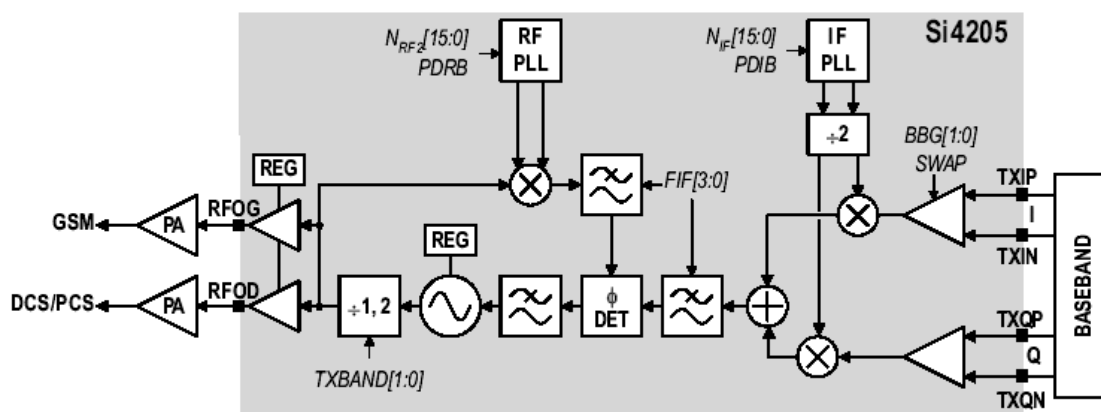 Si4205
N_RF2[15:0]
PDRB
RF
PLL
N_IF[15:0]
PDIB
IF
PLL
÷2
BBG[1:0]
SWAP
REG
FIF[3:0]
TXIP
I
TXIN
GSM
PA
RFOG
REG
DCS/PCS
PA
RFOD
÷1, 2
ϕ
DET
TXBAND[1:0]
TXQP
Q
TXQN
BASEBAND